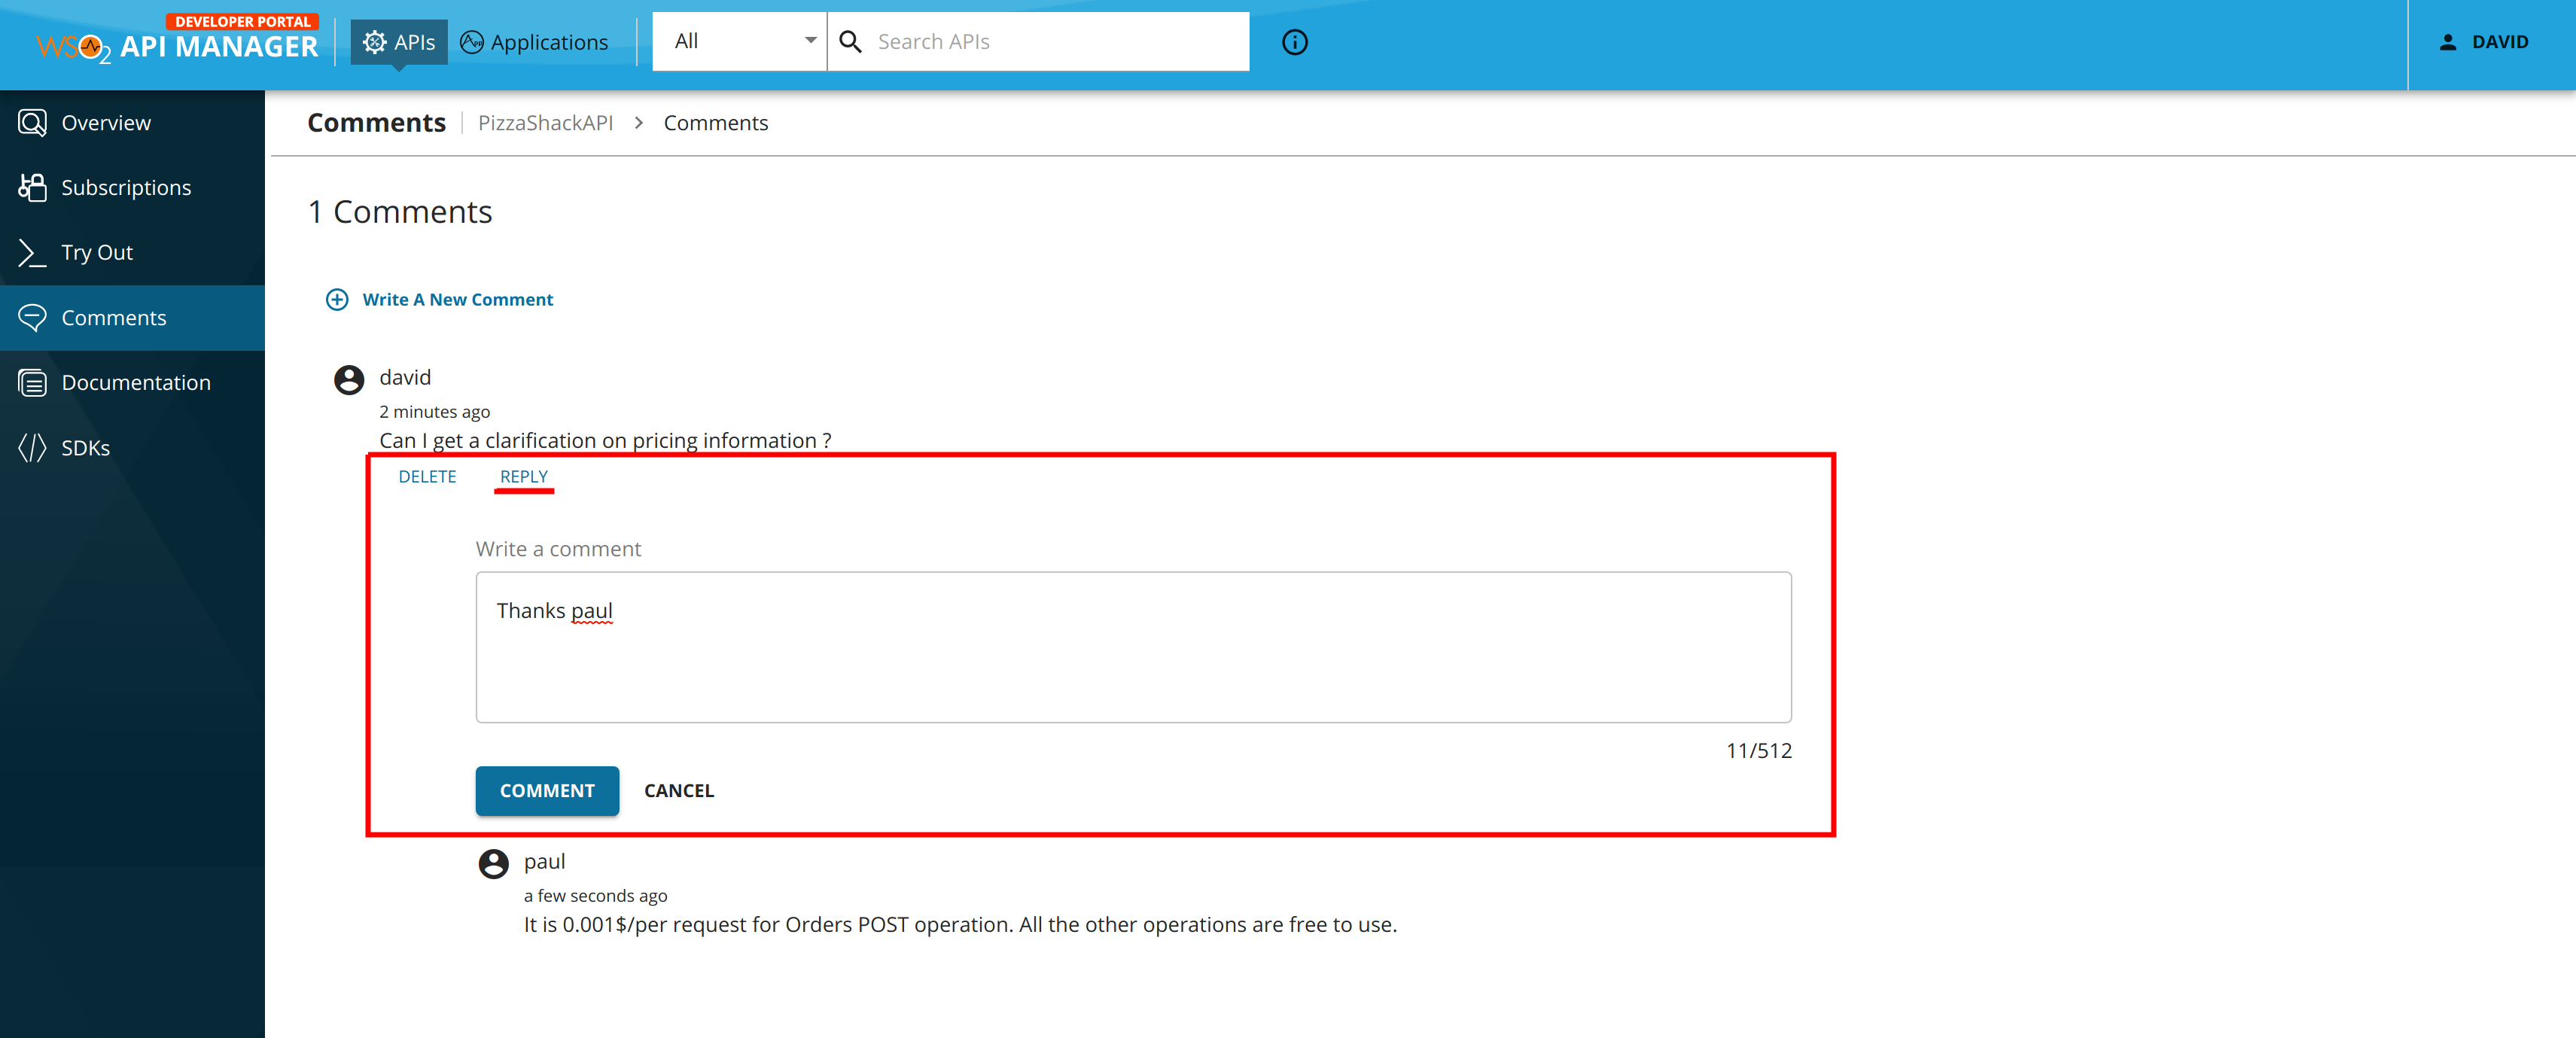 DEVELOPER PORTAL
WSO2 API MANAGER
APIs
Applications
All
Search APIs
DAVID
Overview
Subscriptions
Try Out
Comments
Documentation
SDKs
Comments
PizzaShackAPI > Comments
1 Comments
Write A New Comment
david
2 minutes ago
Can I get a clarification on pricing information ?
DELETE REPLY
Write a comment
Thanks paul
11/512
COMMENT CANCEL
paul
a few seconds ago
It is 0.001$/per request for Orders POST operation. All the other operations are free to use.